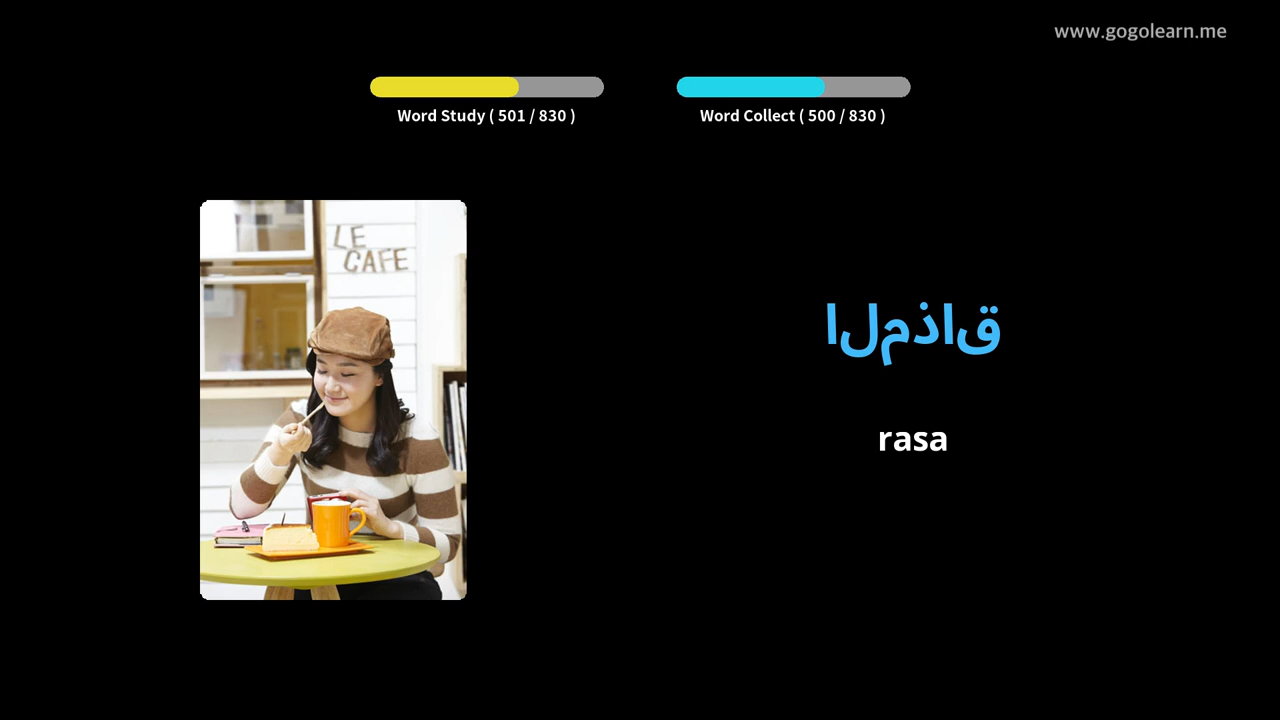 www.gogolearn.me
Word Study ( 501 / 830 )
Word Collect ( 500 / 830 )
LE
CAFE
المذاق
rasa